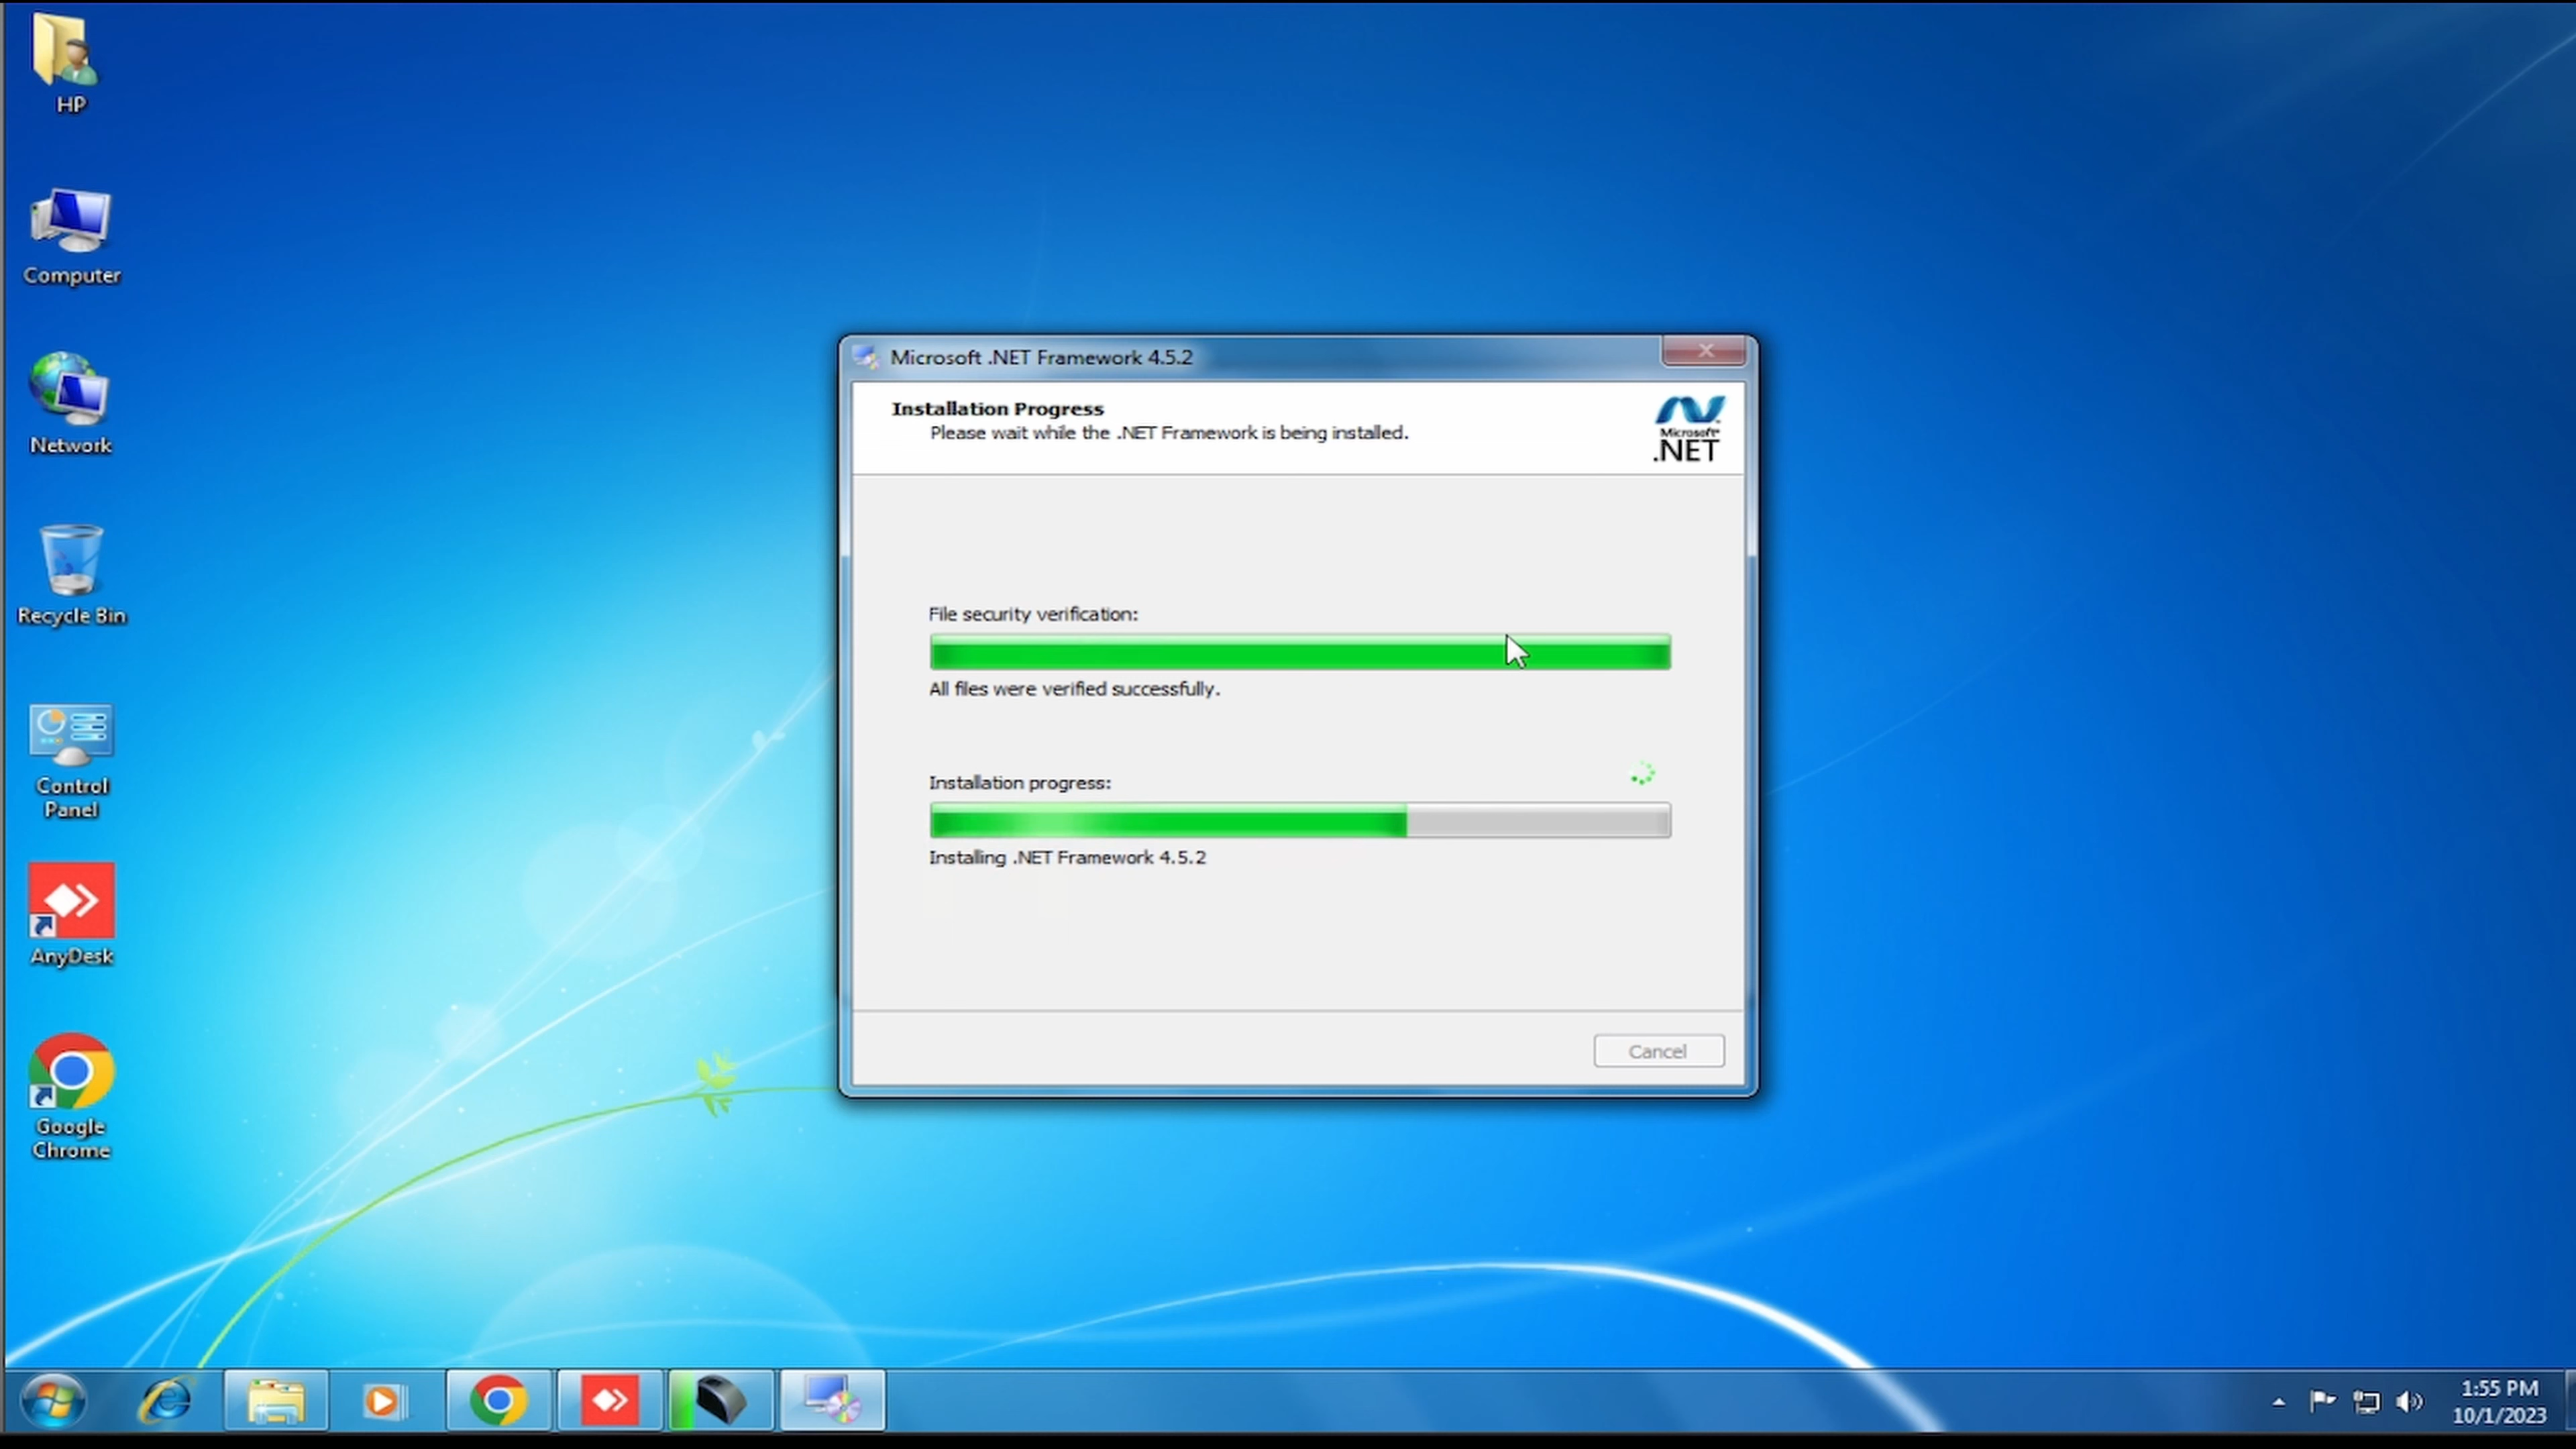 HP
Computer
Network
Recycle Bin
Control
Panel
AnyDesk
Google
Chrome
Microsoft .NET Framework 4.5.2
Installation Progress
Please wait while the .NET Framework is being installed.
Microsoft
.NET
File security verification:
All files were verified successfully.
Installation progress:
Installing .NET Framework 4.5.2
Cancel
1:55 PM
10/1/2023